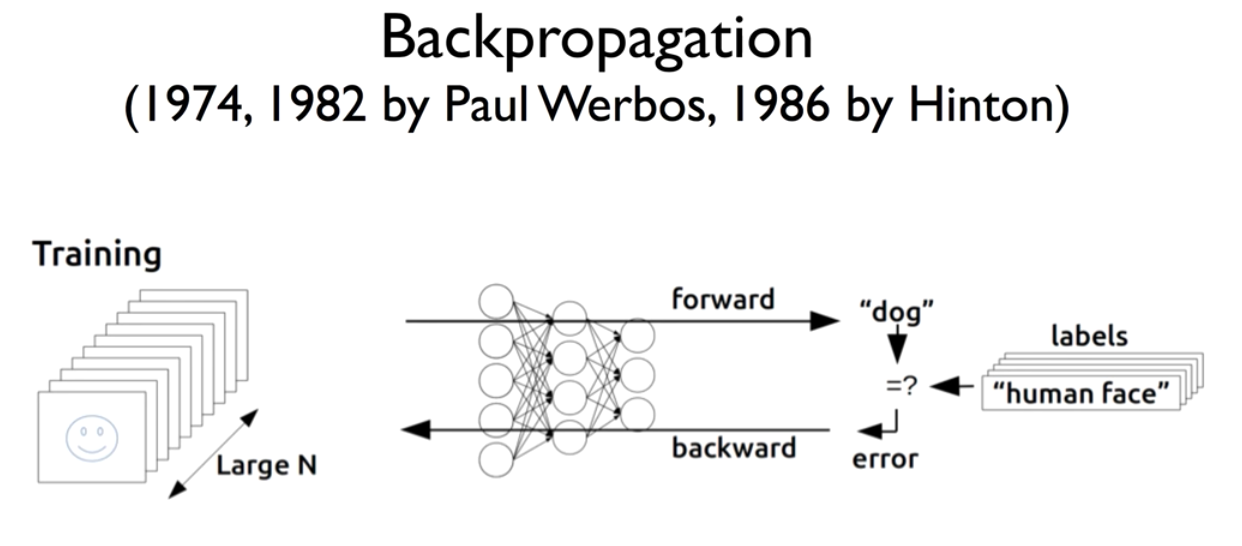 Backpropagation
(1974, 1982 by Paul Werbos, 1986 by Hinton)
Training
Large N
forward
backward
“dog”
=?
error
labels
“human face”